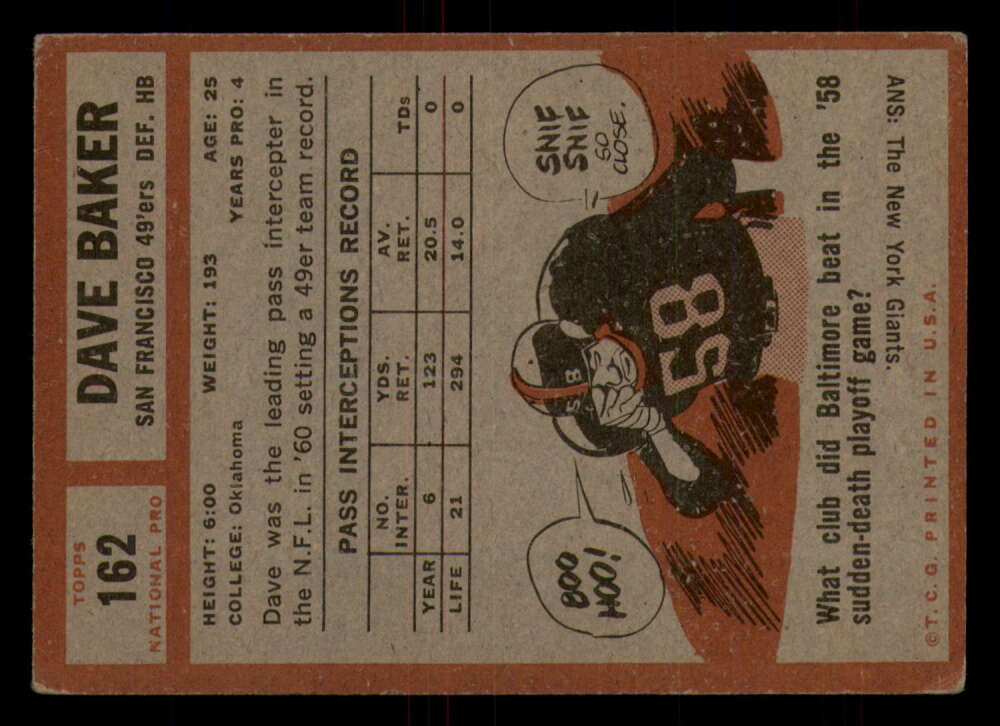 TOPPS
162
NATIONAL PRO
DAVE BAKER
SAN FRANCISCO 49'ers DEF. HB
HEIGHT: 6:00 WEIGHT: 193 AGE: 25
COLLEGE: Oklahoma YEARS PRO: 4
Dave was the leading pass intercepter in
the N.F.L. in '60 setting a 49er team record.
PASS INTERCEPTIONS RECORD
NO. INTER. YDS. RET. AV. RET. TDs
YEAR 6 123 20.5 0
LIFE 21 294 14.0 0
BOO
HOO!
SNIF
SNIF
SO
CLOSE.
58
58
What club did Baltimore beat in the '58
sudden-death playoff game?
ANS: The New York Giants.
©T. C. G. PRINTED IN U.S.A.